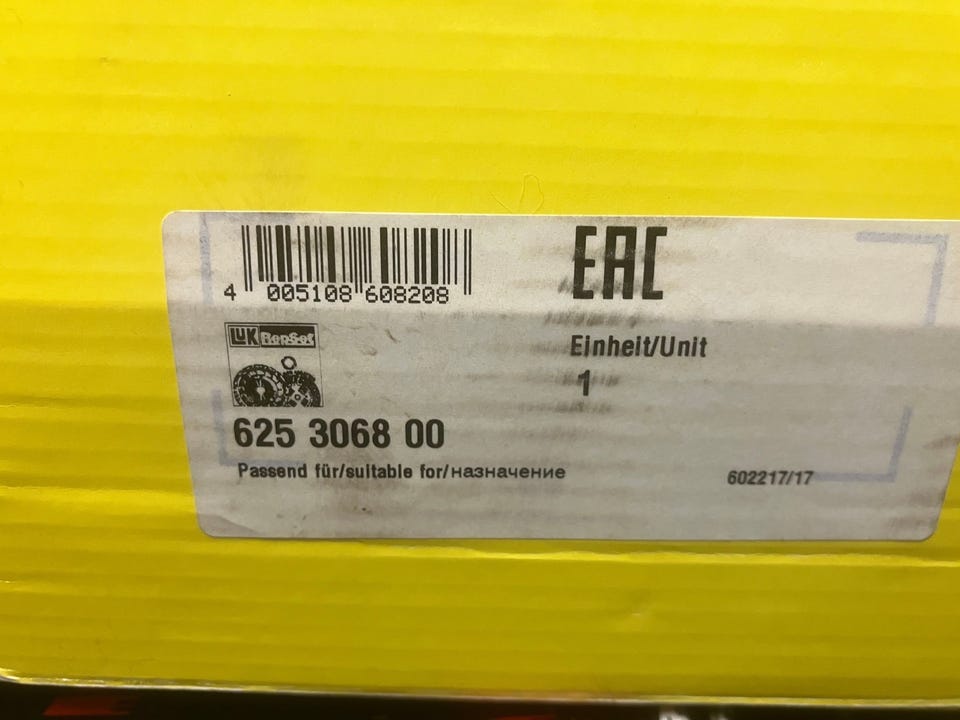 EAC
4 005108 608208
LUK RepSet
Einheit/Unit
1
625 3068 00
Passend für/suitable for/назначение
602217/17